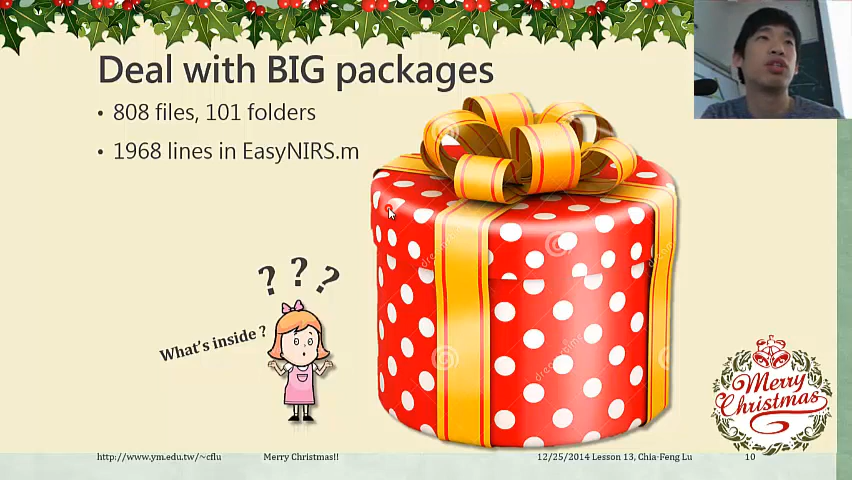 Deal with BIG packages
• 808 files, 101 folders
• 1968 lines in EasyNIRS.m
? ? ?
What's inside ?
Merry
Christmas
http://www.ym.edu.tw/~cflu
Merry Christmas!!
12/25/2014 Lesson 13, Chia-Feng Lu
10